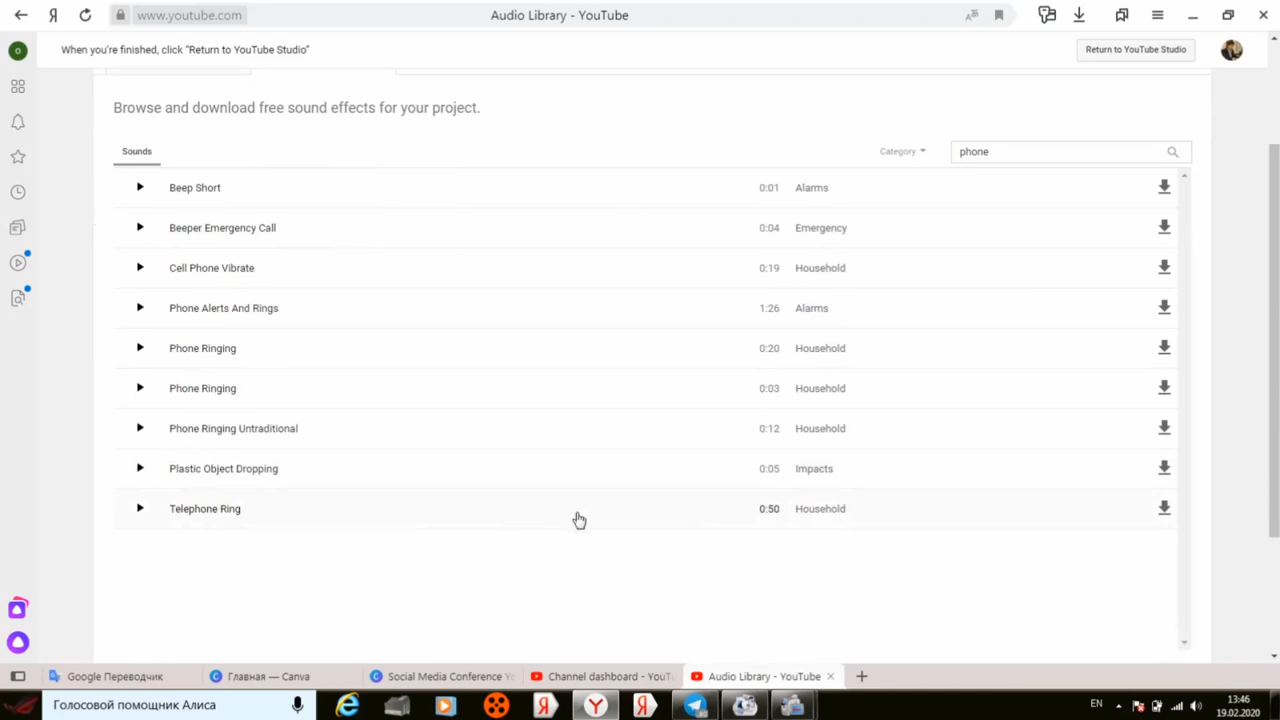 www.youtube.com
Audio Library - YouTube
When you're finished, click "Return to YouTube Studio"
Return to YouTube Studio
Browse and download free sound effects for your project.
Sounds
Category
phone
Beep Short 0:01 Alarms
Beeper Emergency Call 0:04 Emergency
Cell Phone Vibrate 0:19 Household
Phone Alerts And Rings 1:26 Alarms
Phone Ringing 0:20 Household
Phone Ringing 0:03 Household
Phone Ringing Untraditional 0:12 Household
Plastic Object Dropping 0:05 Impacts
Telephone Ring 0:50 Household
Google Переводчик
Главная — Canva
Social Media Conference Yo
Channel dashboard - YouT
Audio Library - YouTube
Голосовой помощник Алиса
EN
13:46
19.02.2020